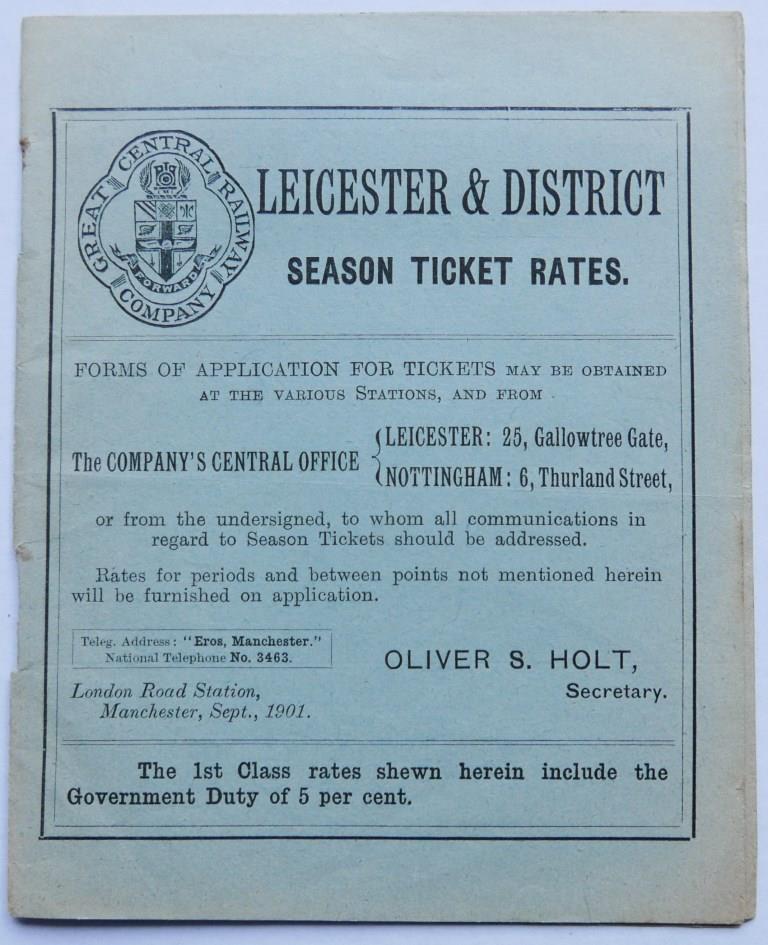 GREAT CENTRAL RAILWAY COMPANY
FORWARD
LEICESTER & DISTRICT
SEASON TICKET RATES.
FORMS OF APPLICATION FOR TICKETS MAY BE OBTAINED
AT THE VARIOUS STATIONS, AND FROM
The COMPANY'S CENTRAL OFFICE { LEICESTER: 25, Gallowtree Gate,
NOTTINGHAM: 6, Thurland Street,
or from the undersigned, to whom all communications in
regard to Season Tickets should be addressed.
Rates for periods and between points not mentioned herein
will be furnished on application.
Teleg. Address: "Eros, Manchester."
National Telephone No. 3463.
OLIVER S. HOLT,
Secretary.
London Road Station,
Manchester, Sept., 1901.
The 1st Class rates shewn herein include the
Government Duty of 5 per cent.